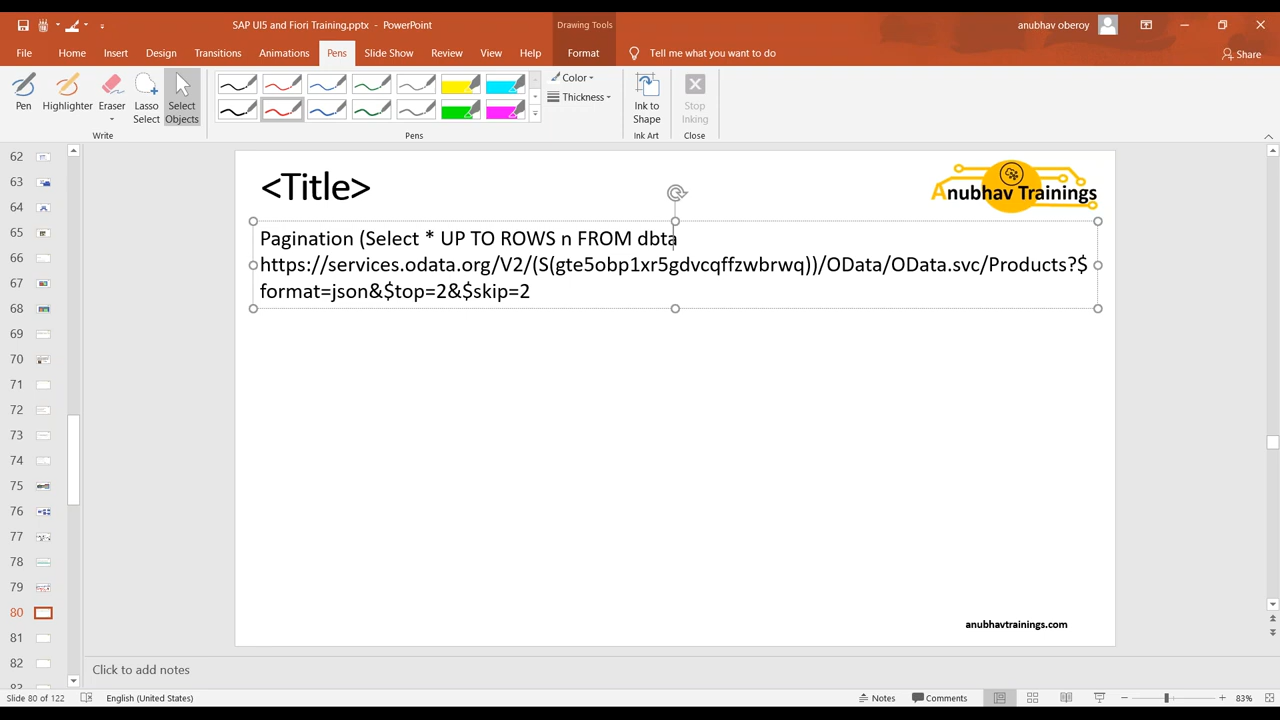 SAP UI5 and Fiori Training.pptx - PowerPoint
Drawing Tools
anubhav oberoy
File
Home
Insert
Design
Transitions
Animations
Pens
Slide Show
Review
View
Help
Format
Tell me what you want to do
Share
Pen
Highlighter
Eraser
Lasso Select
Select Objects
Color
Thickness
Ink to Shape
Stop Inking
Write
Pens
Ink Art
Close
62
63
64
65
66
67
68
69
70
71
72
73
74
75
76
77
78
79
80
81
82
<Title>
Anubhav Trainings
Pagination (Select * UP TO ROWS n FROM dbta
https://services.odata.org/V2/(S(gte5obp1xr5gdvcqffzwbrwq))/OData/OData.svc/Products?$
format=json&$top=2&$skip=2
anubhavtrainings.com
Click to add notes
Slide 80 of 122
English (United States)
Notes
Comments
83%